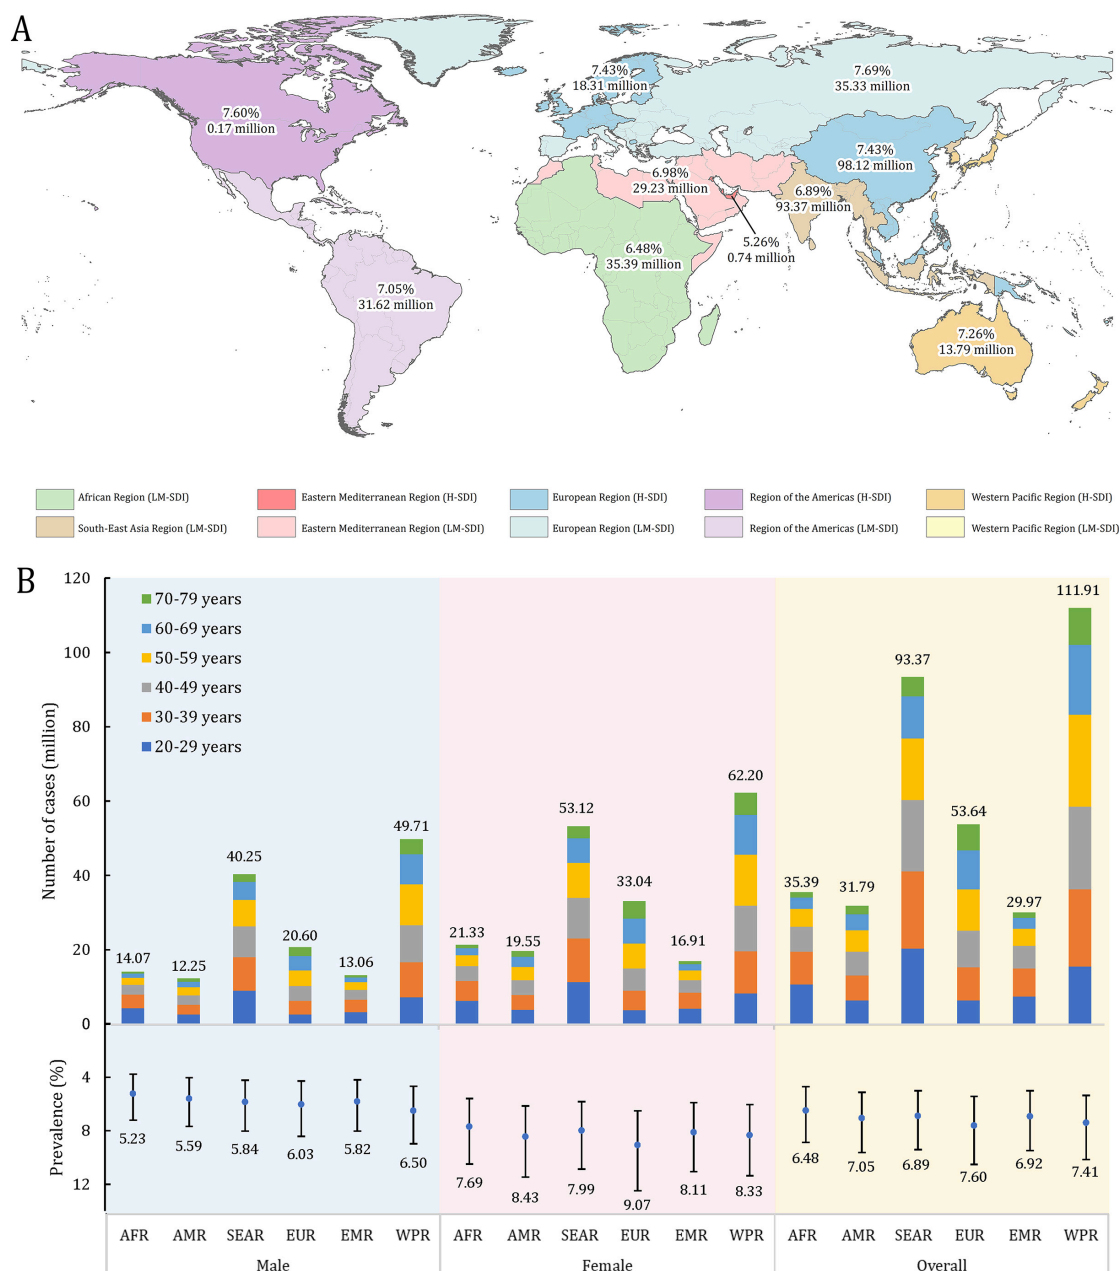 A
7.60%
0.17 million
7.43%
18.31 million
7.69%
35.33 million
7.43%
98.12 million
6.98%
29.23 million
6.89%
93.37 million
5.26%
0.74 million
6.48%
35.39 million
7.05%
31.62 million
7.26%
13.79 million
African Region (LM-SDI)
Eastern Mediterranean Region (H-SDI)
European Region (H-SDI)
Region of the Americas (H-SDI)
Western Pacific Region (H-SDI)
South-East Asia Region (LM-SDI)
Eastern Mediterranean Region (LM-SDI)
European Region (LM-SDI)
Region of the Americas (LM-SDI)
Western Pacific Region (LM-SDI)
B
Number of cases (million)
120
100
80
60
40
20
0
70-79 years
60-69 years
50-59 years
40-49 years
30-39 years
20-29 years
14.07
12.25
40.25
20.60
13.06
49.71
21.33
19.55
53.12
33.04
16.91
62.20
35.39
31.79
93.37
53.64
29.97
111.91
Prevalence (%)
4
8
12
5.23
5.59
5.84
6.03
5.82
6.50
7.69
8.43
7.99
9.07
8.11
8.33
6.48
7.05
6.89
7.60
6.92
7.41
AFR AMR SEAR EUR EMR WPR AFR AMR SEAR EUR EMR WPR AFR AMR SEAR EUR EMR WPR
Male Female Overall